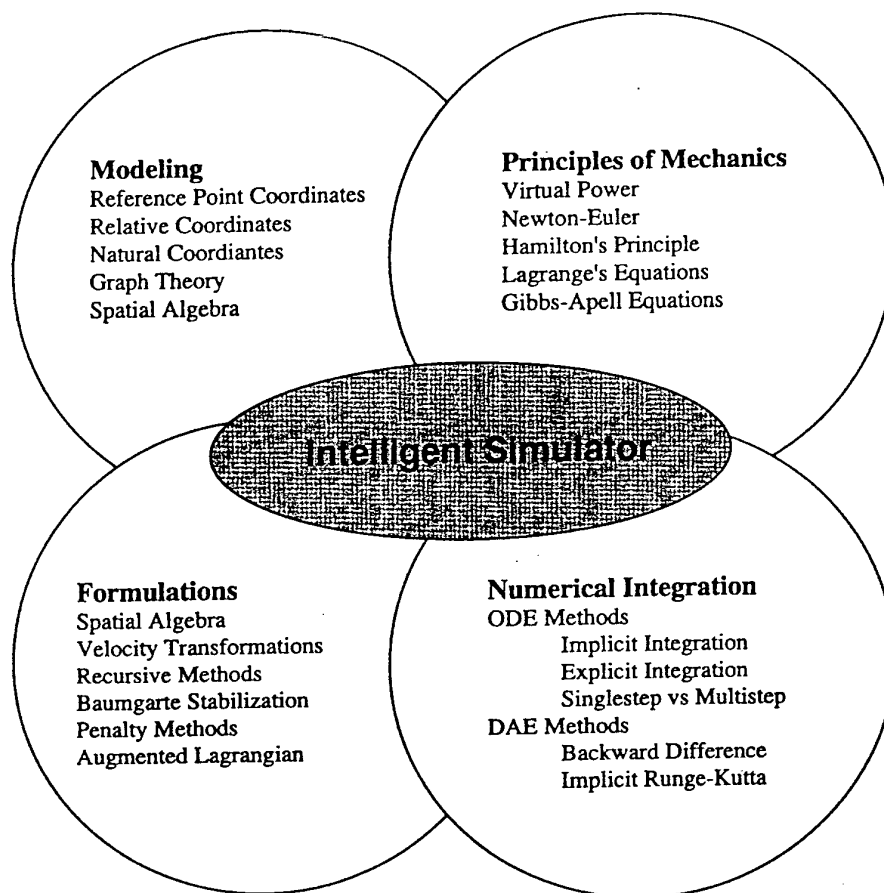 Modeling
Reference Point Coordinates
Relative Coordinates
Natural Coordiantes
Graph Theory
Spatial Algebra
Principles of Mechanics
Virtual Power
Newton-Euler
Hamilton's Principle
Lagrange's Equations
Gibbs-Apell Equations
Intelligent Simulator
Formulations
Spatial Algebra
Velocity Transformations
Recursive Methods
Baumgarte Stabilization
Penalty Methods
Augmented Lagrangian
Numerical Integration
ODE Methods
Implicit Integration
Explicit Integration
Singlestep vs Multistep
DAE Methods
Backward Difference
Implicit Runge-Kutta